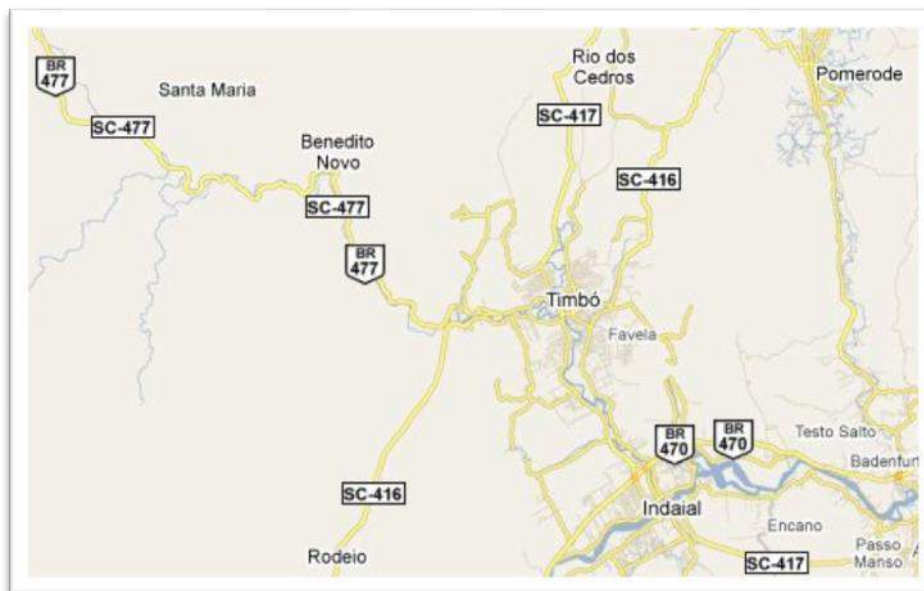 BR
477
Santa Maria
SC-477
Benedito
Novo
SC-477
BR
477
Rio dos
Cedros
SC-417
SC-416
Pomerode
Timbó
Favela
BR
470
BR
470
Testo Salto
Indaial
Encano
Passo
Manso
SC-416
Rodeio
SC-417